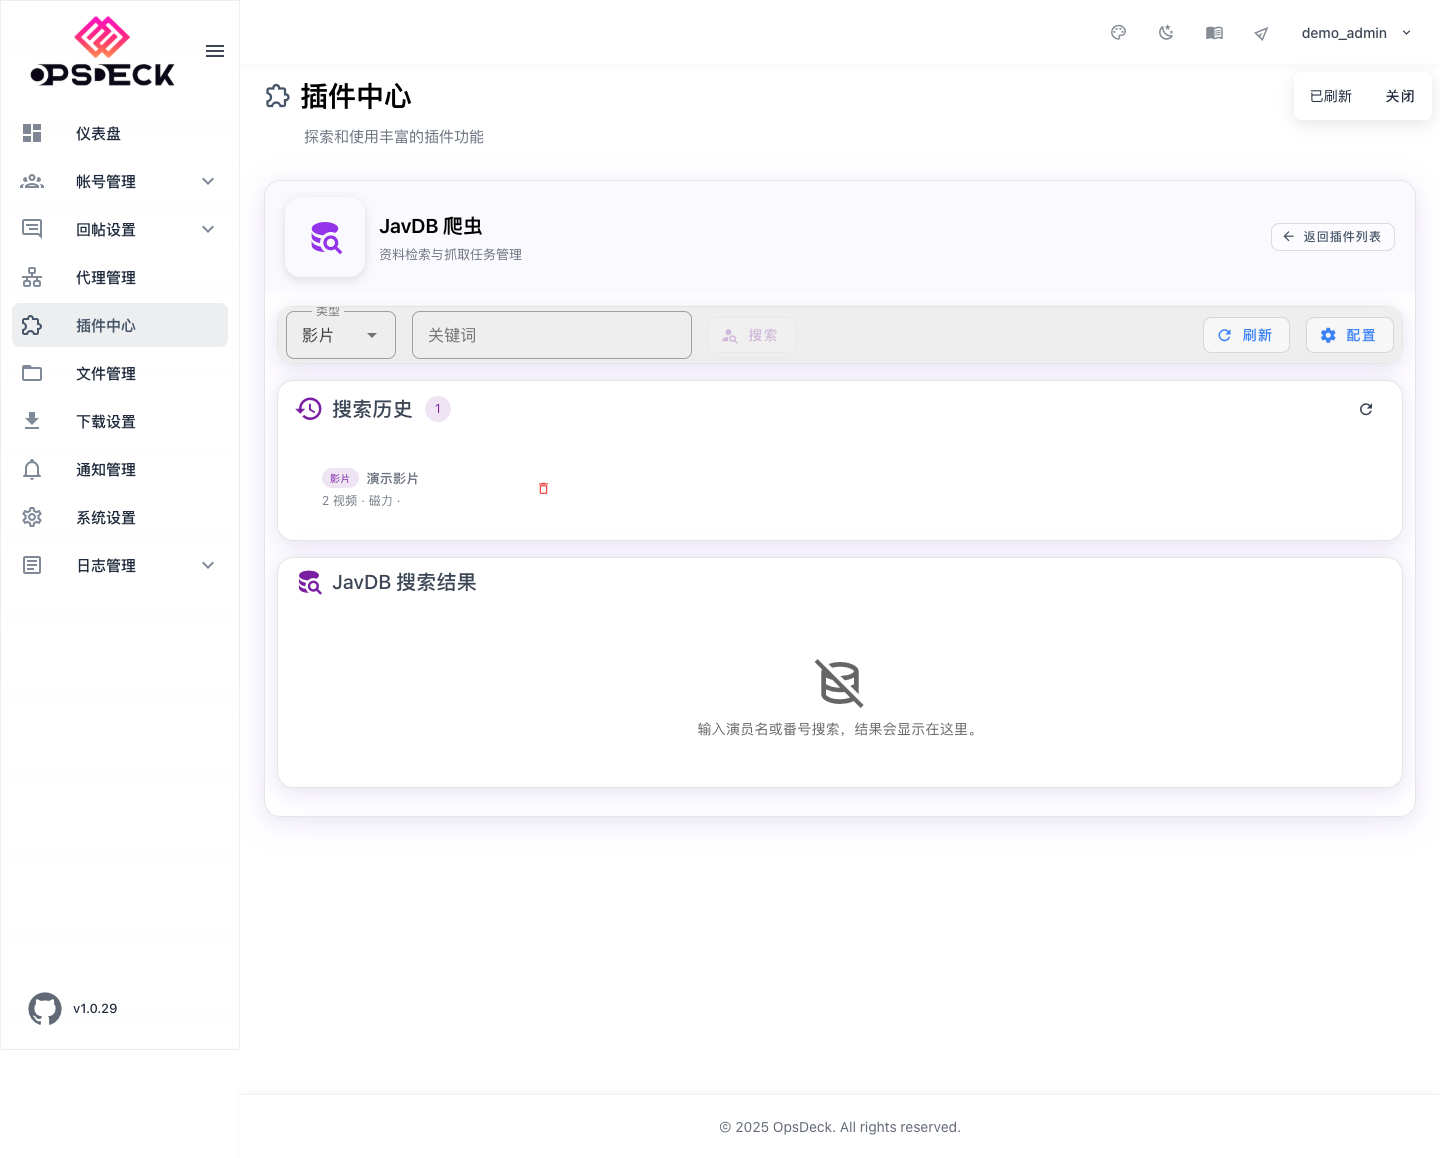 OPSDECK
demo_admin
仪表盘
帐号管理
回帖设置
代理管理
插件中心
文件管理
下载设置
通知管理
系统设置
日志管理
v1.0.29
插件中心
探索和使用丰富的插件功能
已刷新 关闭
JavDB 爬虫
资料检索与抓取任务管理
返回插件列表
类型
影片
关键词
搜索
刷新
配置
搜索历史 1
影片 演示影片
2 视频 · 磁力 ·
JavDB 搜索结果
输入演员名或番号搜索，结果会显示在这里。
© 2025 OpsDeck. All rights reserved.